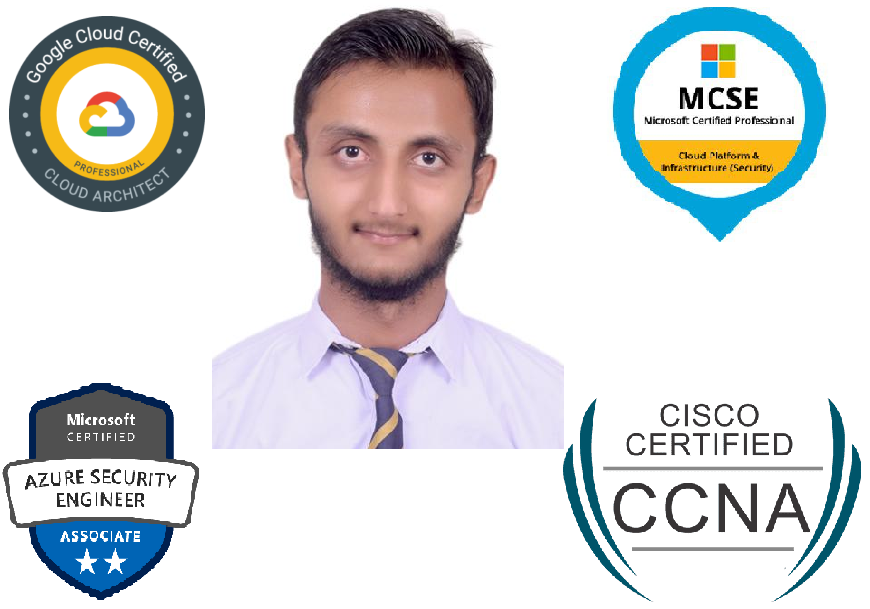 Google Cloud Certified
PROFESSIONAL
CLOUD ARCHITECT
MCSE
Microsoft Certified Professional
Cloud Platform &
Infrastructure (Security)
Microsoft
CERTIFIED
AZURE SECURITY
ENGINEER
ASSOCIATE
CISCO
CERTIFIED
CCNA